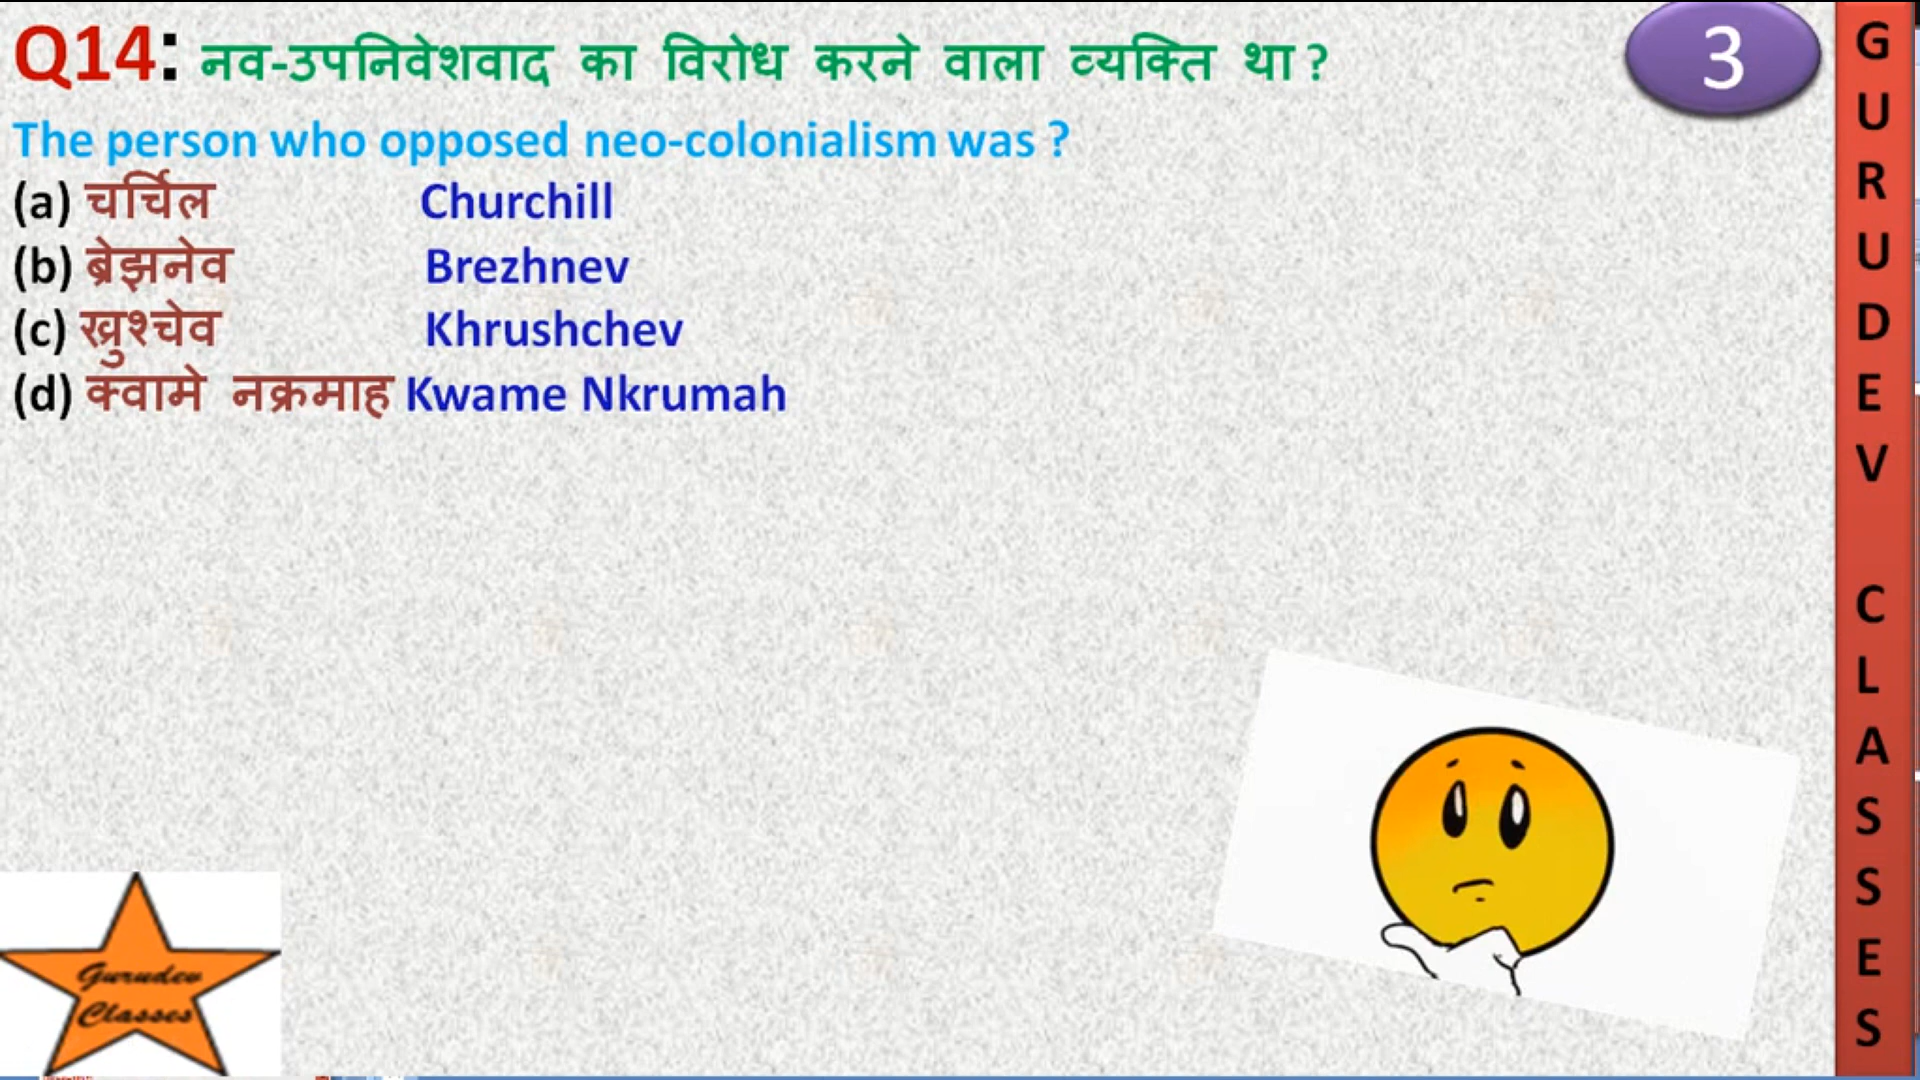 Q14: नव-उपनिवेशवाद का विरोध करने वाला व्यक्ति था ?
3
The person who opposed neo-colonialism was ?
(a) चर्चिल Churchill
(b) ब्रेझनेव Brezhnev
(c) ख्रुश्चेव Khrushchev
(d) क्वामे नक्रमाह Kwame Nkrumah
GURUDEV CLASSES
Gurudev
Classes